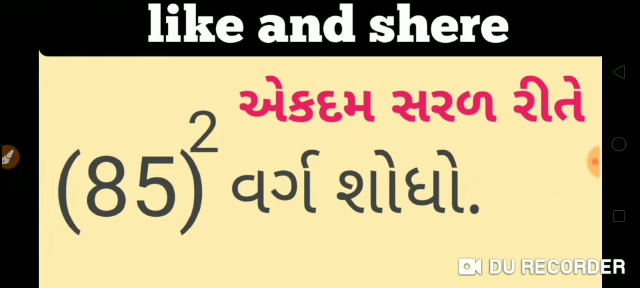 like and shere
એકદમ સરળ રીતે
(85)² વર્ગ શોધો.
DU RECORDER